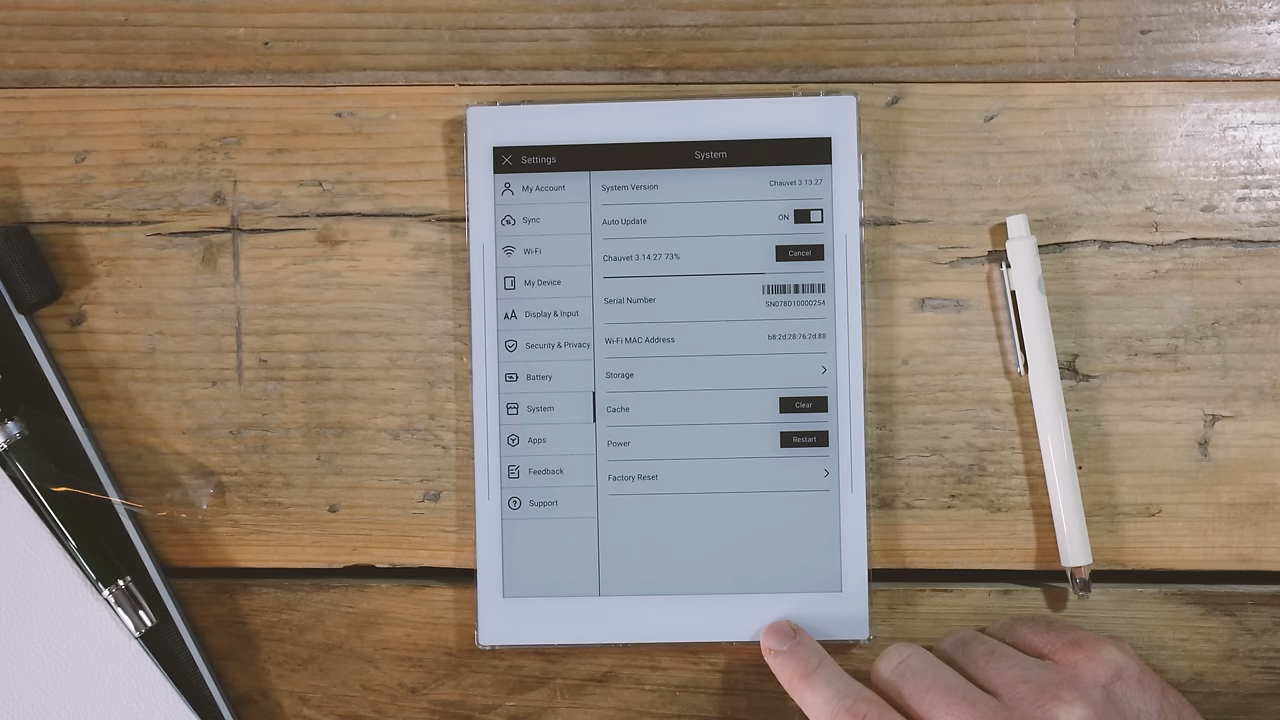 Settings
System
My Account
Sync
Wi-Fi
My Device
Display & Input
Security & Privacy
Battery
System
Apps
Feedback
Support
System Version Chauvet 3.13.27
Auto Update ON
Chauvet 3.14.27 73% Cancel
Serial Number SN078D10000254
Wi-Fi MAC Address b8:2d:28:76:2d:88
Storage
Cache Clear
Power Restart
Factory Reset